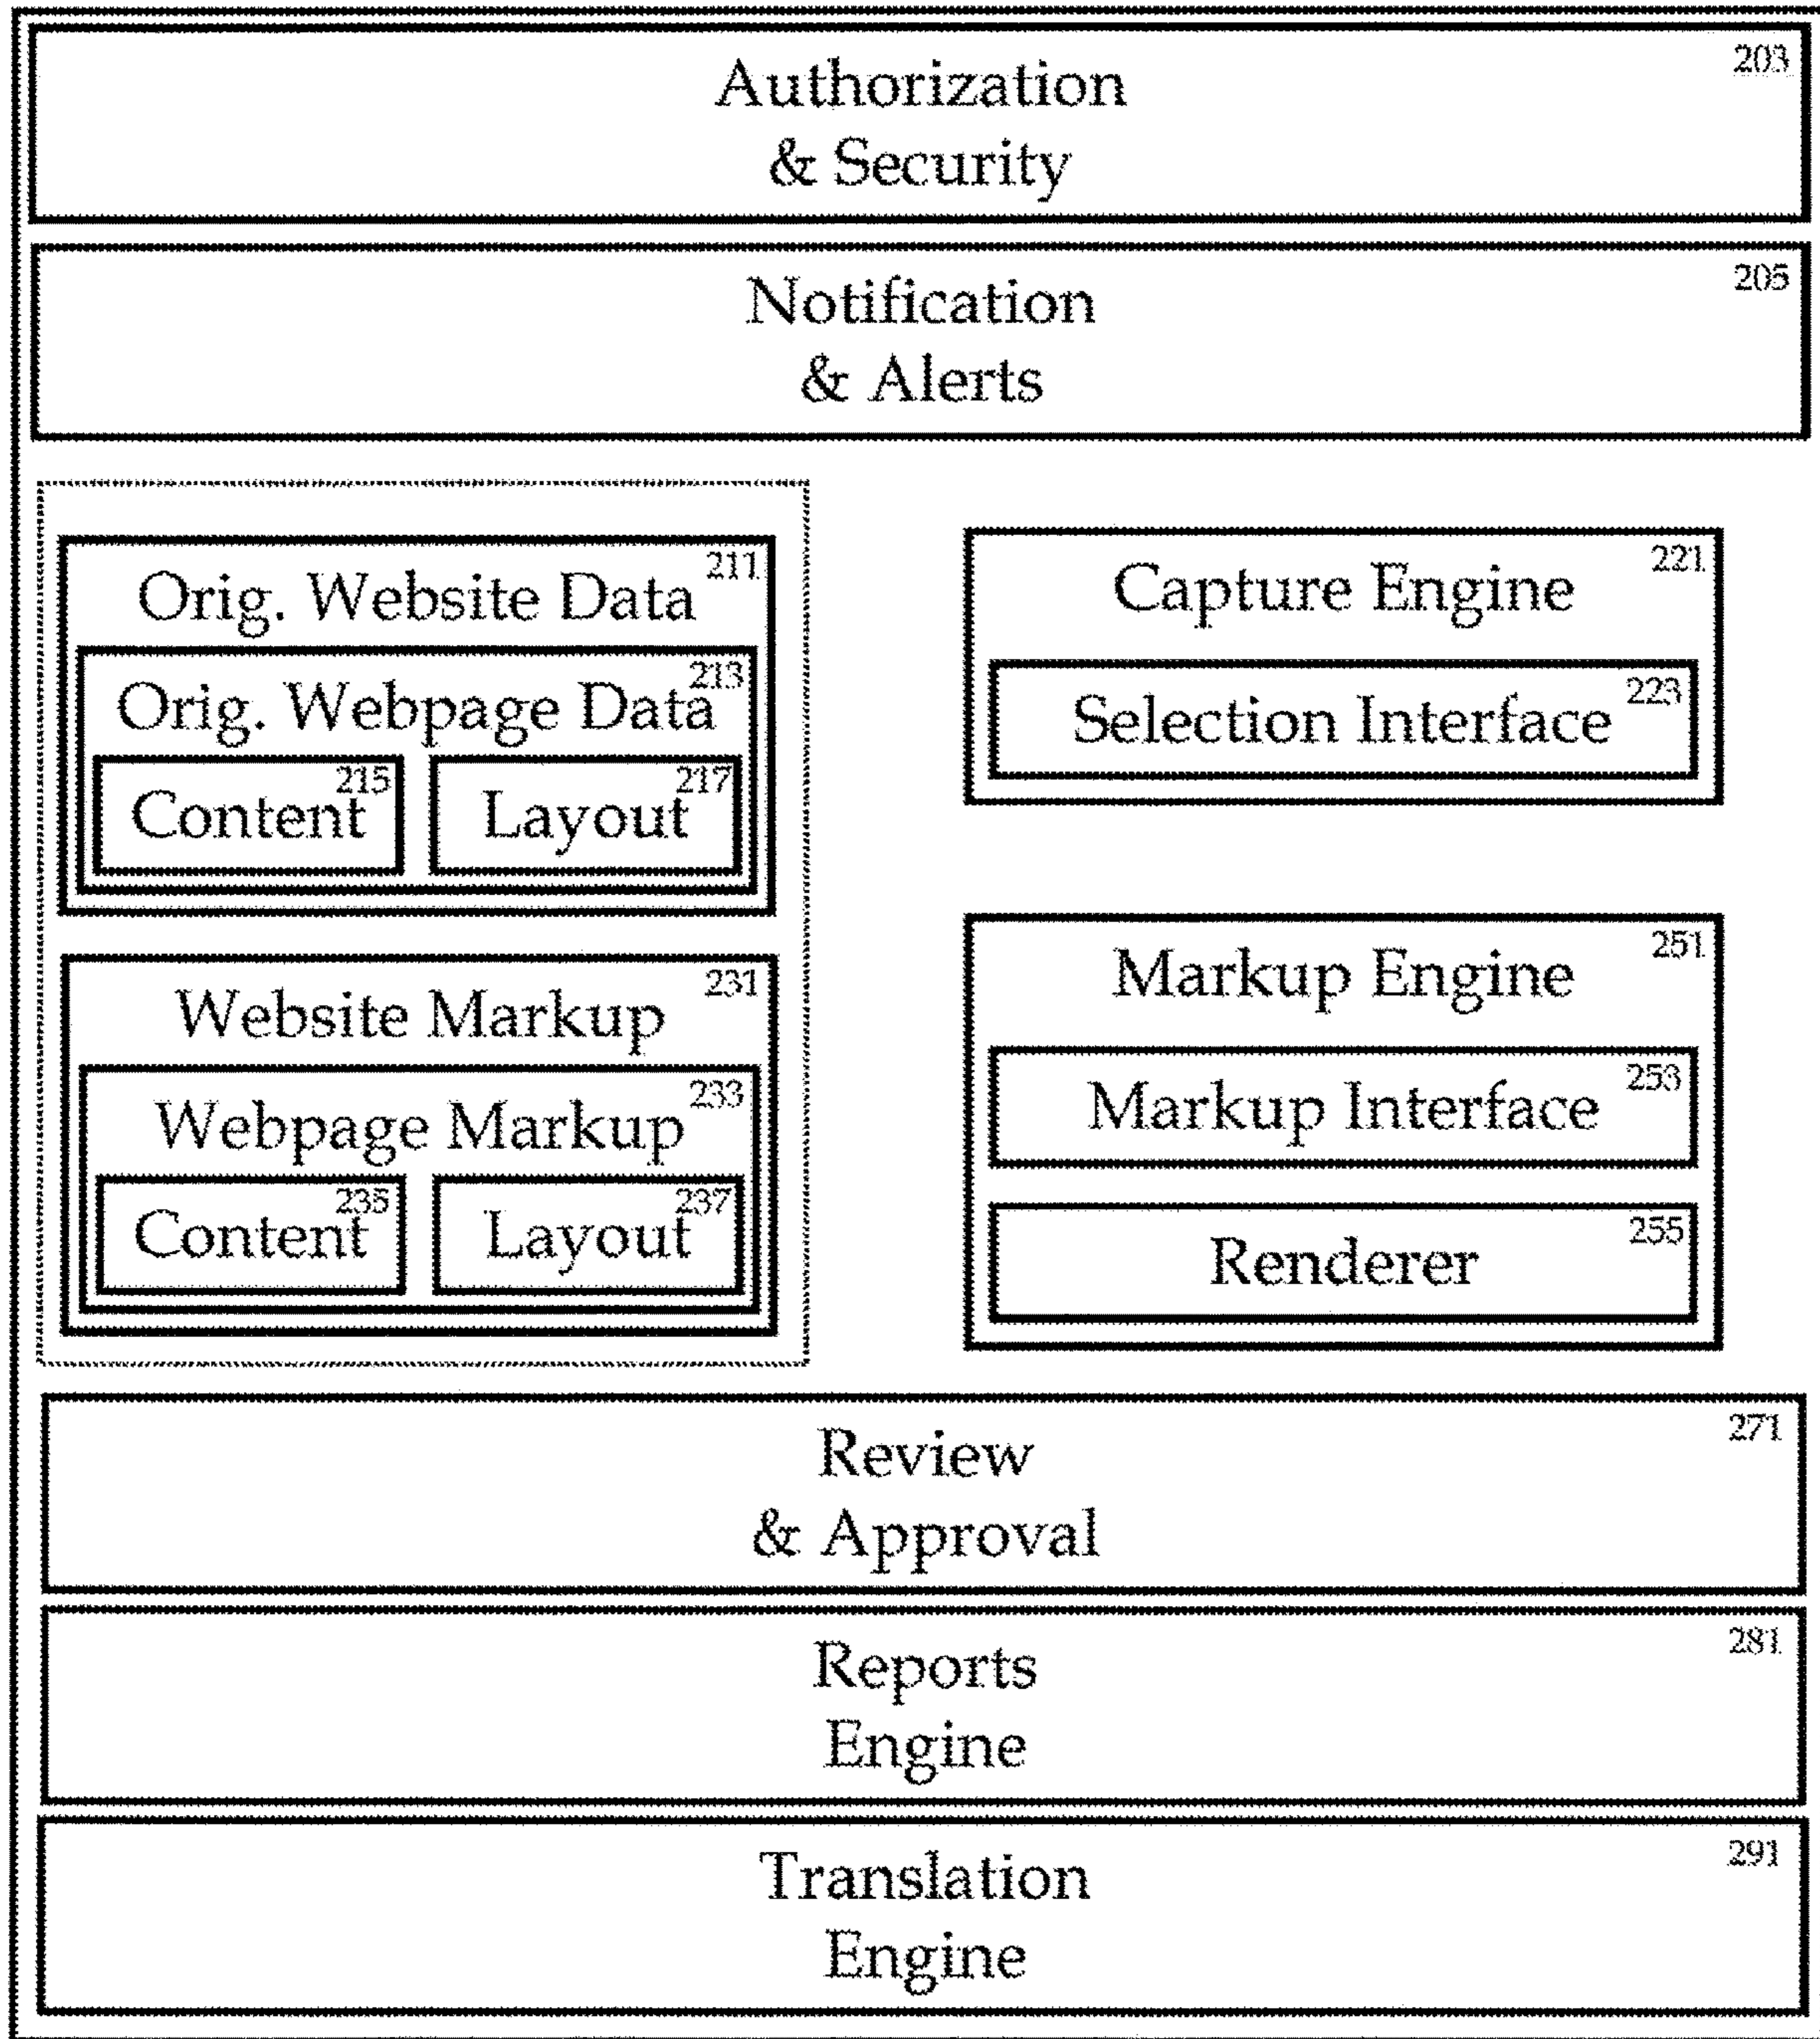 203
Authorization
& Security
205
Notification
& Alerts
211
Orig. Website Data
213
Orig. Webpage Data
215
Content
217
Layout
231
Website Markup
233
Webpage Markup
235
Content
237
Layout
221
Capture Engine
223
Selection Interface
251
Markup Engine
253
Markup Interface
255
Renderer
271
Review
& Approval
281
Reports
Engine
291
Translation
Engine